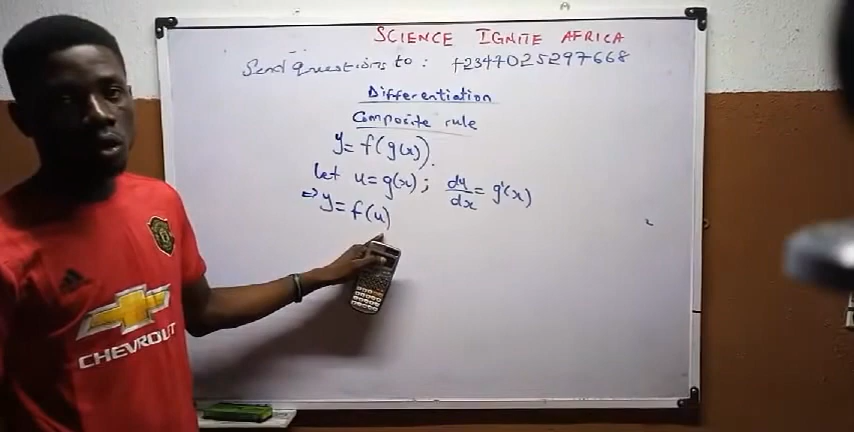 SCIENCE IGNITE AFRICA
Send questions to : +2347025297668
Differentiation
Composite rule
y = f(g(x)).
let u = g(x) ; du/dx = g'(x)
⇒ y = f(u)
CHEVROLET